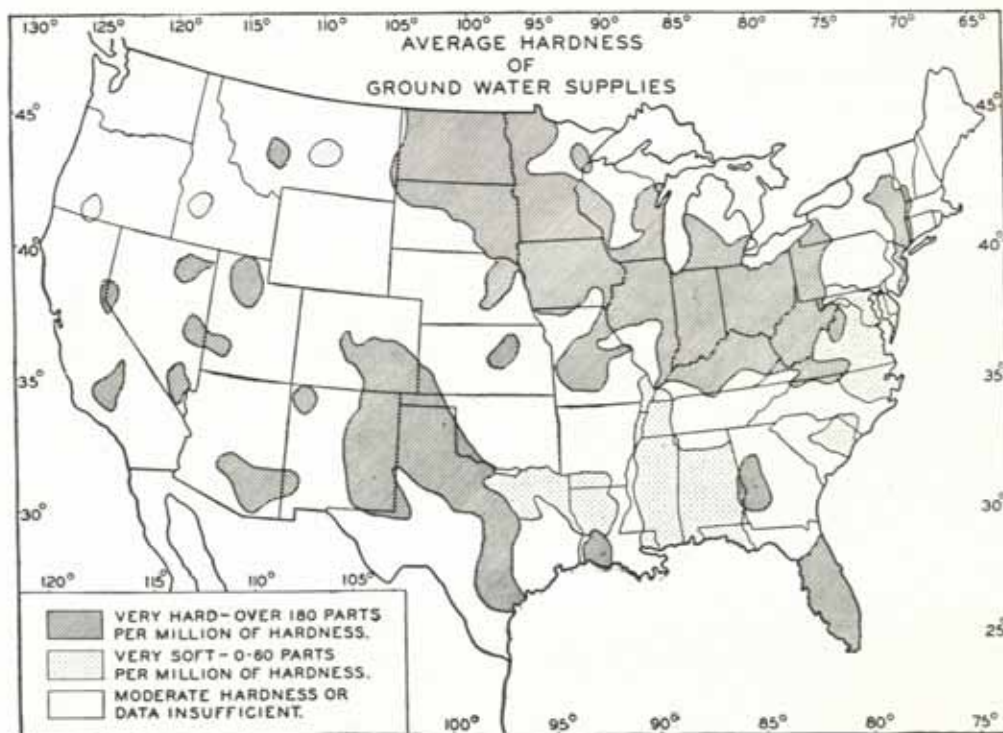 130° 125° 120° 115° 110° 105° 100° 95° 90° 85° 80° 75° 70° 65°
AVERAGE HARDNESS
OF
GROUND WATER SUPPLIES
45° 45°
40° 40°
35° 35°
30° 30°
25°
120° 115° 110° 105°
VERY HARD-OVER 180 PARTS
PER MILLION OF HARDNESS.
VERY SOFT-0-60 PARTS
PER MILLION OF HARDNESS.
MODERATE HARDNESS OR
DATA INSUFFICIENT.
100° 95° 90° 85° 80° 75°